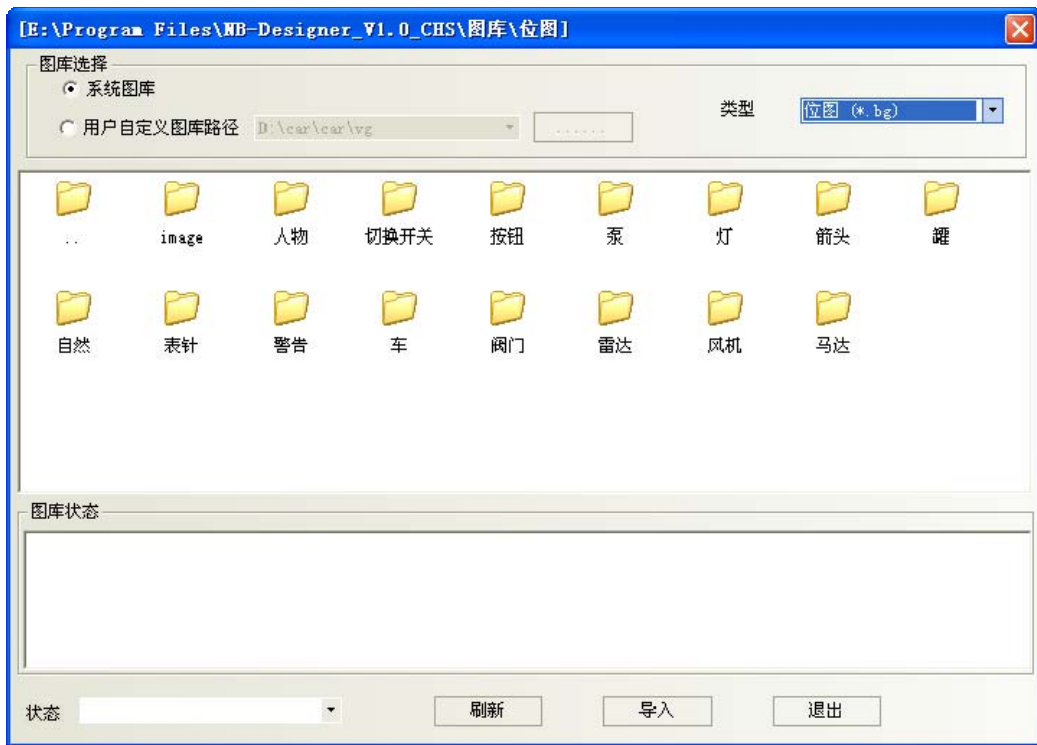 [E:\Program Files\NB-Designer_V1.0_CHS\图库\位图]
图库选择
系统图库
用户自定义图库路径 D:\car\car\vg ......
类型 位图 (*.bg)
.. image 人物 切换开关 按钮 泵 灯 箭头 罐
自然 表针 警告 车 阀门 雷达 风机 马达
图库状态
状态 刷新 导入 退出